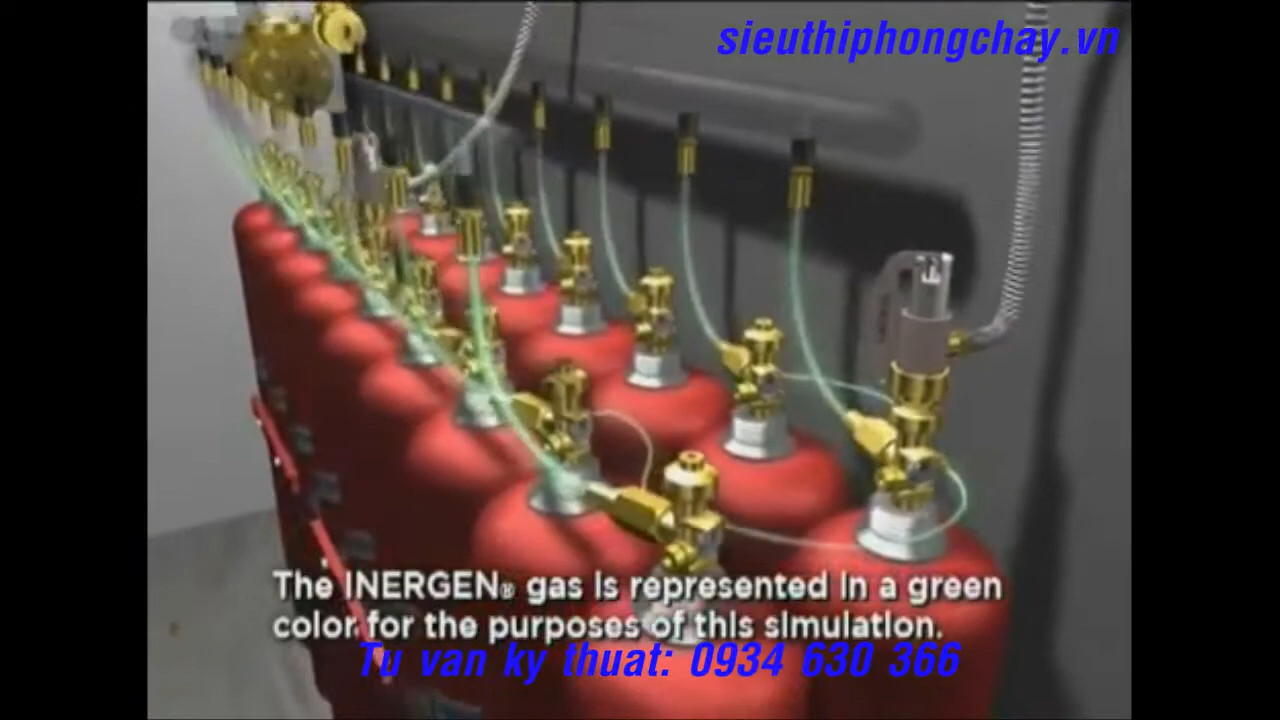 sieuthiphongchay.vn
The INERGEN® gas is represented in a green
color for the purposes of this simulation.
Tu van ky thuat: 0934 630 366